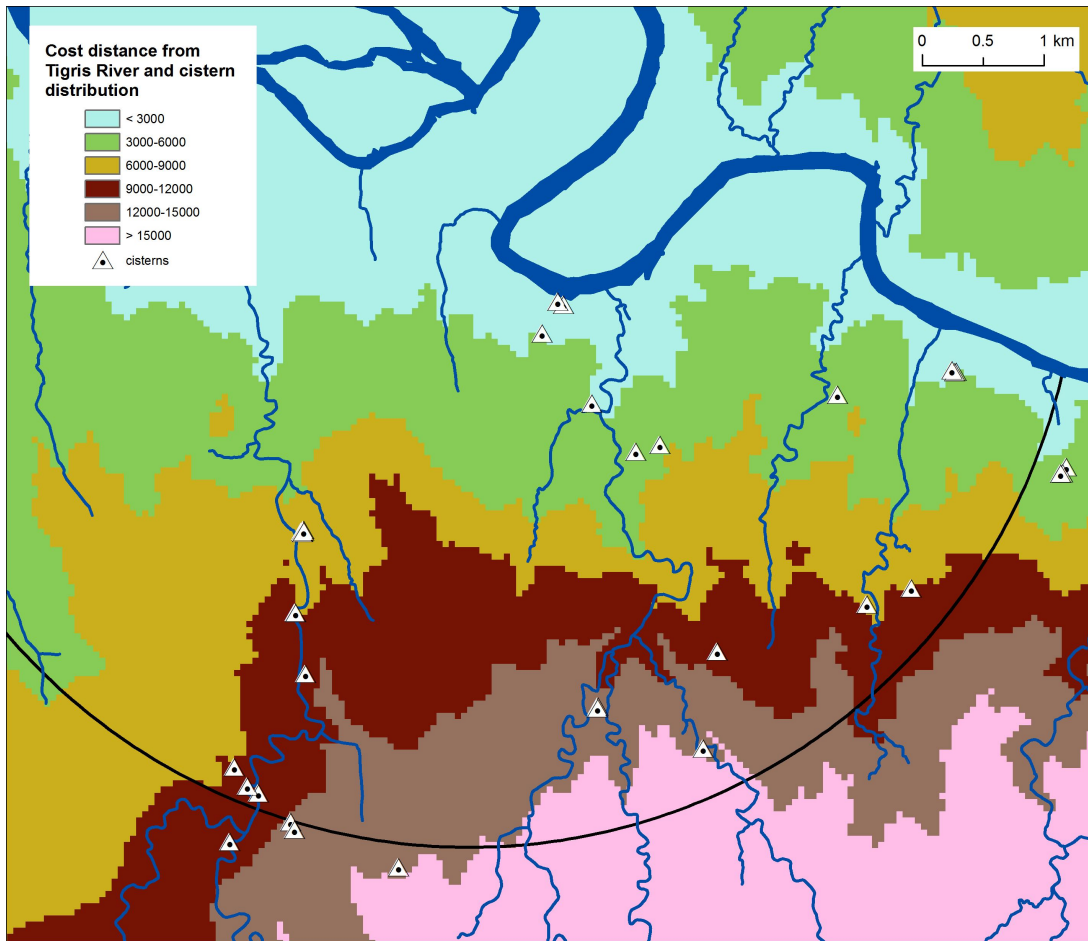 Cost distance from
Tigris River and cistern
distribution
< 3000
3000-6000
6000-9000
9000-12000
12000-15000
> 15000
cisterns
0 0.5 1 km